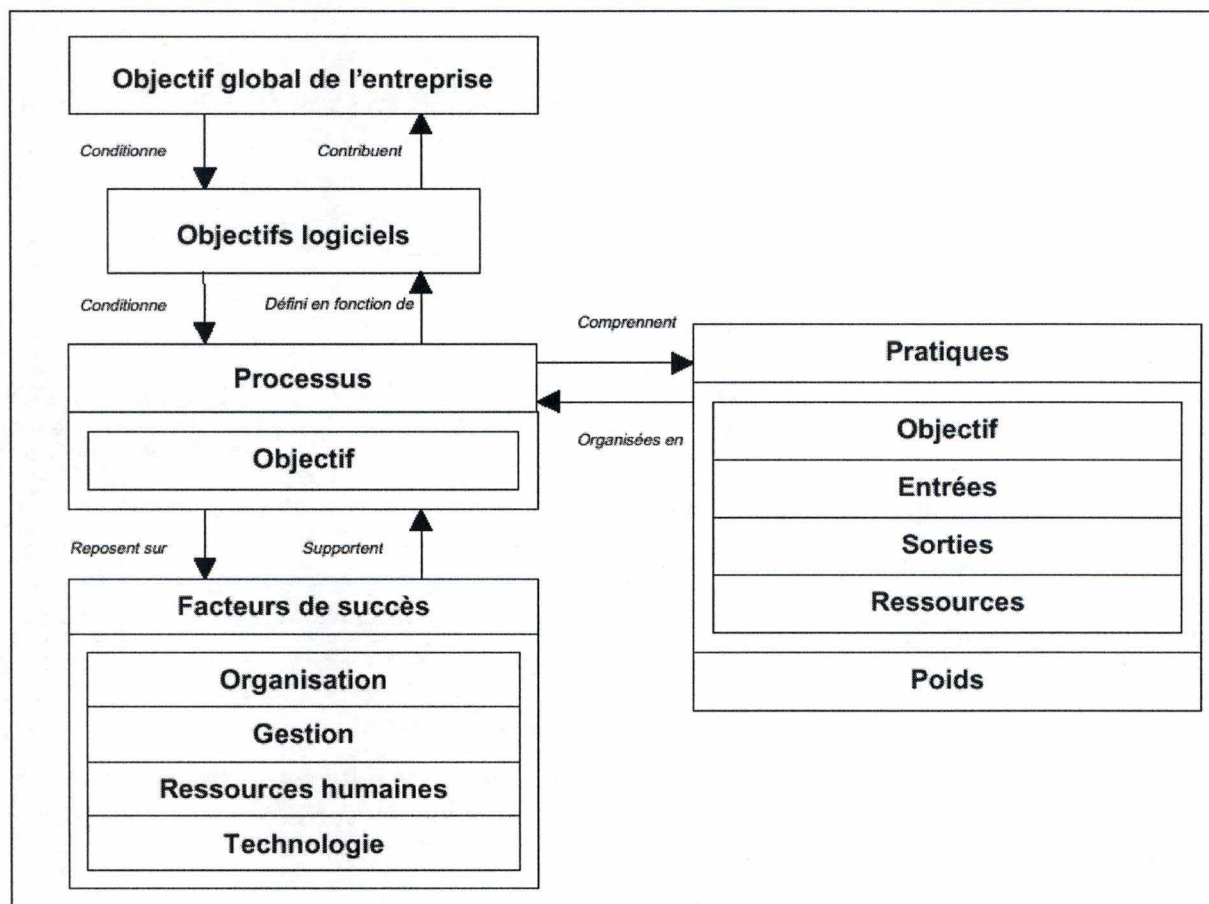 Objectif global de l'entreprise
Conditionne
Contribuent
Objectifs logiciels
Conditionne
Défini en fonction de
Processus
Objectif
Comprennent
Organisées en
Pratiques
Objectif
Entrées
Sorties
Ressources
Poids
Reposent sur
Supportent
Facteurs de succès
Organisation
Gestion
Ressources humaines
Technologie